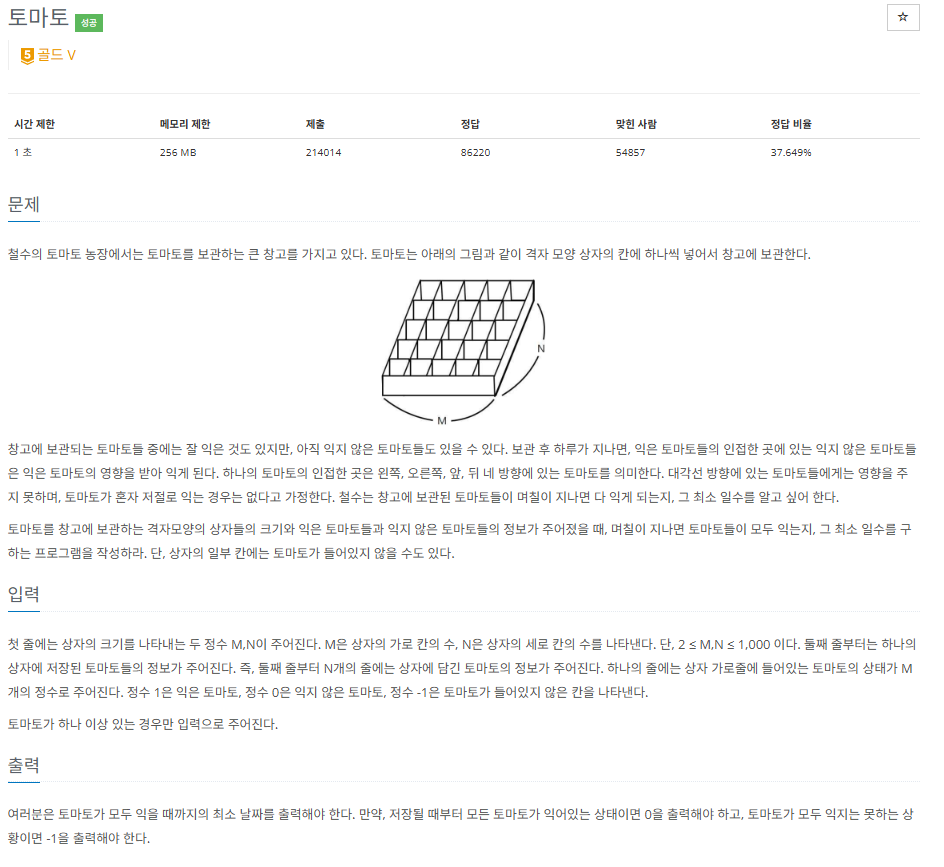 토마토 성공
☆
5 골드 V
시간 제한 메모리 제한 제출 정답 맞힌 사람 정답 비율
1 초 256 MB 214014 86220 54857 37.649%
문제
철수의 토마토 농장에서는 토마토를 보관하는 큰 창고를 가지고 있다. 토마토는 아래의 그림과 같이 격자 모양 상자의 칸에 하나씩 넣어서 창고에 보관한다.
N
M
창고에 보관되는 토마토들 중에는 잘 익은 것도 있지만, 아직 익지 않은 토마토들도 있을 수 있다. 보관 후 하루가 지나면, 익은 토마토들의 인접한 곳에 있는 익지 않은 토마토들
은 익은 토마토의 영향을 받아 익게 된다. 하나의 토마토의 인접한 곳은 왼쪽, 오른쪽, 앞, 뒤 네 방향에 있는 토마토를 의미한다. 대각선 방향에 있는 토마토들에게는 영향을 주
지 못하며, 토마토가 혼자 저절로 익는 경우는 없다고 가정한다. 철수는 창고에 보관된 토마토들이 며칠이 지나면 다 익게 되는지, 그 최소 일수를 알고 싶어 한다.
토마토를 창고에 보관하는 격자모양의 상자들의 크기와 익은 토마토들과 익지 않은 토마토들의 정보가 주어졌을 때, 며칠이 지나면 토마토들이 모두 익는지, 그 최소 일수를 구
하는 프로그램을 작성하라. 단, 상자의 일부 칸에는 토마토가 들어있지 않을 수도 있다.
입력
첫 줄에는 상자의 크기를 나타내는 두 정수 M,N이 주어진다. M은 상자의 가로 칸의 수, N은 상자의 세로 칸의 수를 나타낸다. 단, 2 ≤ M,N ≤ 1,000 이다. 둘째 줄부터는 하나의
상자에 저장된 토마토들의 정보가 주어진다. 즉, 둘째 줄부터 N개의 줄에는 상자에 담긴 토마토의 정보가 주어진다. 하나의 줄에는 상자 가로줄에 들어있는 토마토의 상태가 M
개의 정수로 주어진다. 정수 1은 익은 토마토, 정수 0은 익지 않은 토마토, 정수 -1은 토마토가 들어있지 않은 칸을 나타낸다.
토마토가 하나 이상 있는 경우만 입력으로 주어진다.
출력
여러분은 토마토가 모두 익을 때까지의 최소 날짜를 출력해야 한다. 만약, 저장될 때부터 모든 토마토가 익어있는 상태이면 0을 출력해야 하고, 토마토가 모두 익지는 못하는 상
황이면 -1을 출력해야 한다.